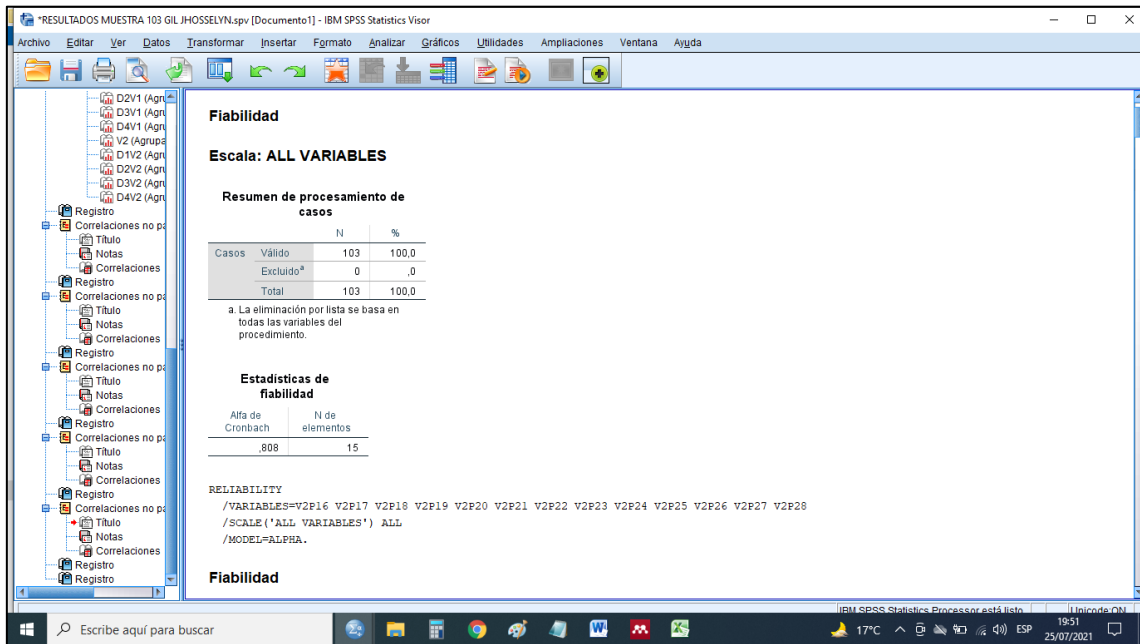 *RESULTADOS MUESTRA 103 GIL JHOSSELYN.spv [Documento1] - IBM SPSS Statistics Visor
Archivo Editar Ver Datos Transformar Insertar Formato Analizar Gráficos Utilidades Ampliaciones Ventana Ayuda
D2V1 (Agru
D3V1 (Agru
D4V1 (Agru
V2 (Agrupa
D1V2 (Agru
D2V2 (Agru
D3V2 (Agru
D4V2 (Agru
Registro
Correlaciones no pa
Título
Notas
Correlaciones
Registro
Correlaciones no pa
Título
Notas
Correlaciones
Registro
Correlaciones no pa
Título
Notas
Correlaciones
Registro
Correlaciones no pa
Título
Notas
Correlaciones
Registro
Correlaciones no pa
Título
Notas
Correlaciones
Registro
Registro
Fiabilidad
Escala: ALL VARIABLES
Resumen de procesamiento de
casos
N %
Casos Válido 103 100,0
Excluido a 0 ,0
Total 103 100,0
a. La eliminación por lista se basa en
todas las variables del
procedimiento.
Estadísticas de
fiabilidad
Alfa de
Cronbach
N de
elementos
,808 15
RELIABILITY
/VARIABLES=V2P16 V2P17 V2P18 V2P19 V2P20 V2P21 V2P22 V2P23 V2P24 V2P25 V2P26 V2P27 V2P28
/SCALE('ALL VARIABLES') ALL
/MODEL=ALPHA.
Fiabilidad
IBM SPSS Statistics Processor está listo Unicode:ON
Escribe aquí para buscar
17°C ESP
19:51
25/07/2021